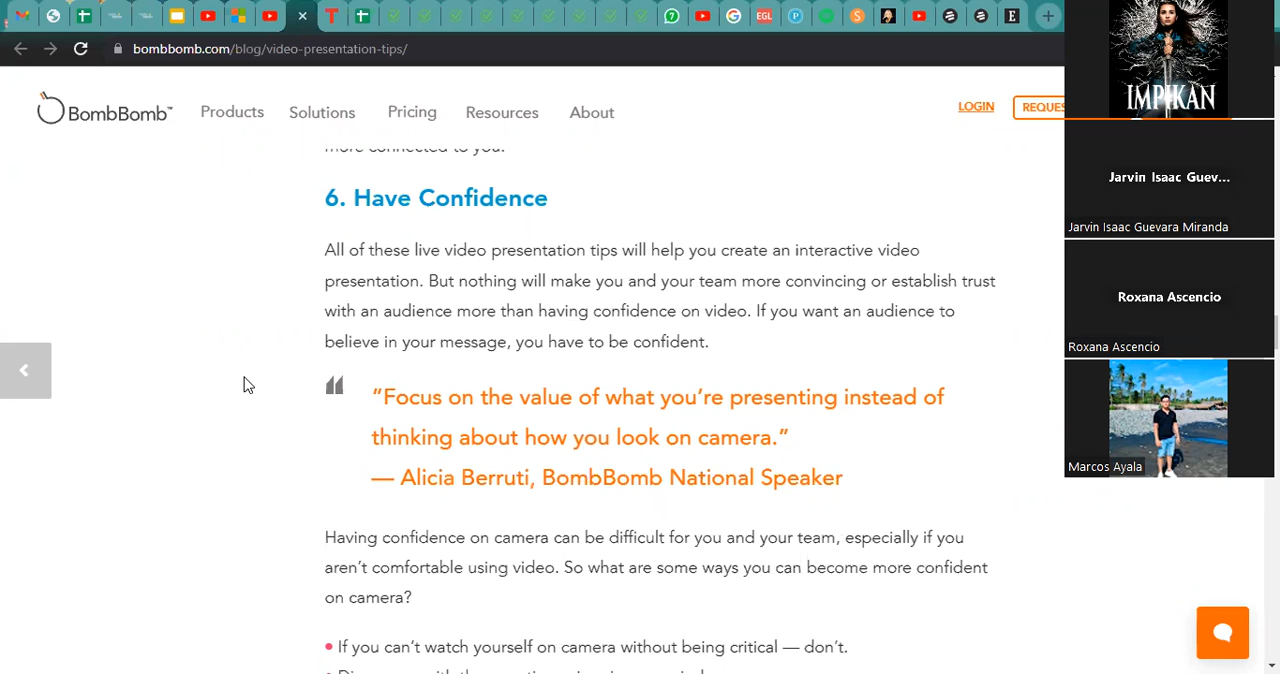 7
T
EGL
P
S
E
bombbomb.com/blog/video-presentation-tips/
BombBomb™
Products
Solutions
Pricing
Resources
About
LOGIN
REQUES
more connected to you.
6. Have Confidence
All of these live video presentation tips will help you create an interactive video
presentation. But nothing will make you and your team more convincing or establish trust
with an audience more than having confidence on video. If you want an audience to
believe in your message, you have to be confident.
“Focus on the value of what you’re presenting instead of
thinking about how you look on camera.”
— Alicia Berruti, BombBomb National Speaker
Having confidence on camera can be difficult for you and your team, especially if you
aren’t comfortable using video. So what are some ways you can become more confident
on camera?
• If you can’t watch yourself on camera without being critical — don’t.
IMPIKAN
Jarvin Isaac Guev...
Jarvin Isaac Guevara Miranda
Roxana Ascencio
Roxana Ascencio
Marcos Ayala